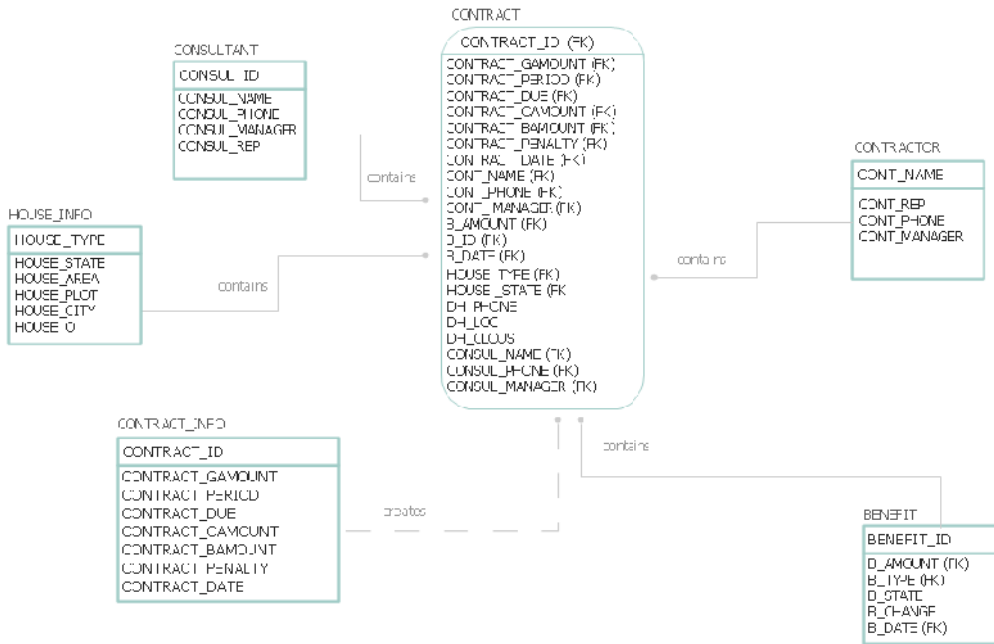 CONTRACT
CONTRACT_ID (FK)
CONTRACT_GAMOUNT (FK)
CONTRACT_PERIOD (FK)
CONTRACT_DUE (FK)
CONTRACT_CAMOUNT (FK)
CONTRACT_BAMOUNT (FK)
CONTRACT_PENALTY (FK)
CONTRACT_DATE (FK)
CONT_NAME (FK)
CONT_PHONE (FK)
CONT_MANAGER(FK)
B_AMOUNT (FK)
B_ID (FK)
B_DATE (FK)
HOUSE_TYPE (FK)
HOUSE_STATE (FK
DH_PHONE
DH_LOC
CONSUL_NAME (FK)
CONSUL_PHONE (FK)
CONSUL_MANAGER (FK)
CONSULTANT
CONSUL_ID
CONSUL_NAME
CONSUL_PHONE
CONSUL_MANAGER
CONSUL_REP
contains
CONTRACTOR
CONT_NAME
CONT_REP
CONT_PHONE
CONT_MANAGER
contains
HOUSE_INFO
HOUSE_TYPE
HOUSE_STATE
HOUSE_AREA
HOUSE_PLOT
HOUSE_CITY
contains
CONTRACT_INFO
CONTRACT_ID
CONTRACT_GAMOUNT
CONTRACT_PERIOD
CONTRACT_DUE
CONTRACT_CAMOUNT
CONTRACT_BAMOUNT
CONTRACT_PENALTY
CONTRACT_DATE
creates
contains
BENEFIT
BENEFIT_ID
B_AMOUNT (FK)
B_TYPE (FK)
B_STATE
B_CHANGE
B_DATE (FK)